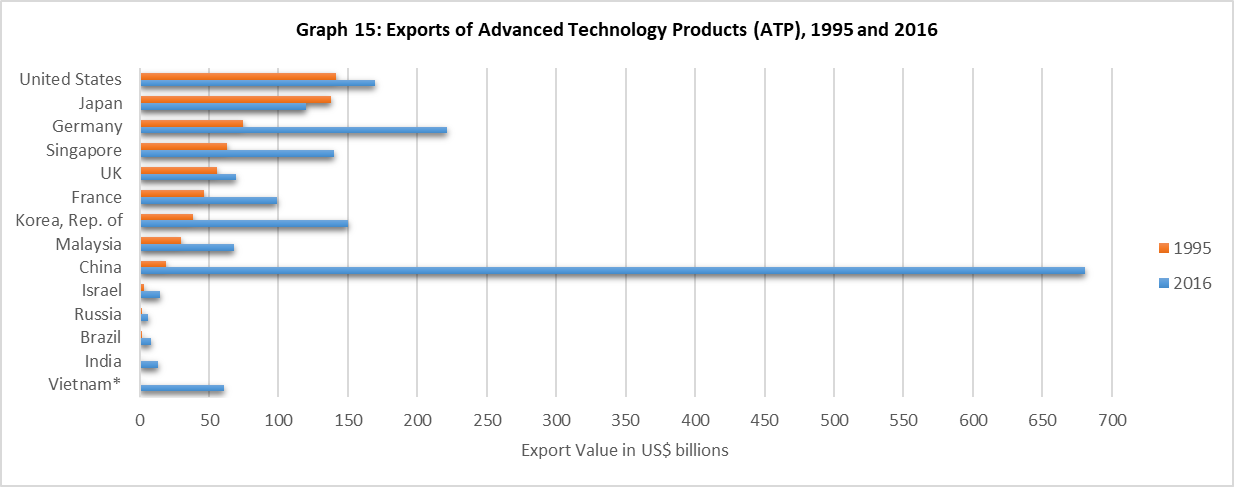 Graph 15: Exports of Advanced Technology Products (ATP), 1995 and 2016
United States
Japan
Germany
Singapore
UK
France
Korea, Rep. of
Malaysia
China
Israel
Russia
Brazil
India
Vietnam*
0 50 100 150 200 250 300 350 400 450 500 550 600 650 700
Export Value in US$ billions
1995
2016